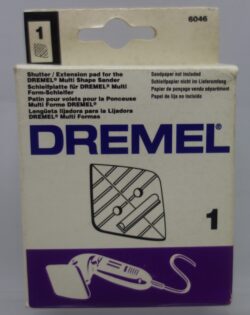 1
6046
Shutter / Extension pad for the
DREMEL® Multi Shape Sander
Schleifplatte für DREMEL® Multi
Form-Schleifer
Patin pour volets pour la Ponceuse
Multi Forme DREMEL®
Lengüeta lijadora para la Lijadora
DREMEL® Multi Formas
Sandpaper not included
Schleifpapier nicht im Lieferumfang enthalten
Papier de ponçage vendu séparément
Papel de lija no incluido
DREMEL®
1